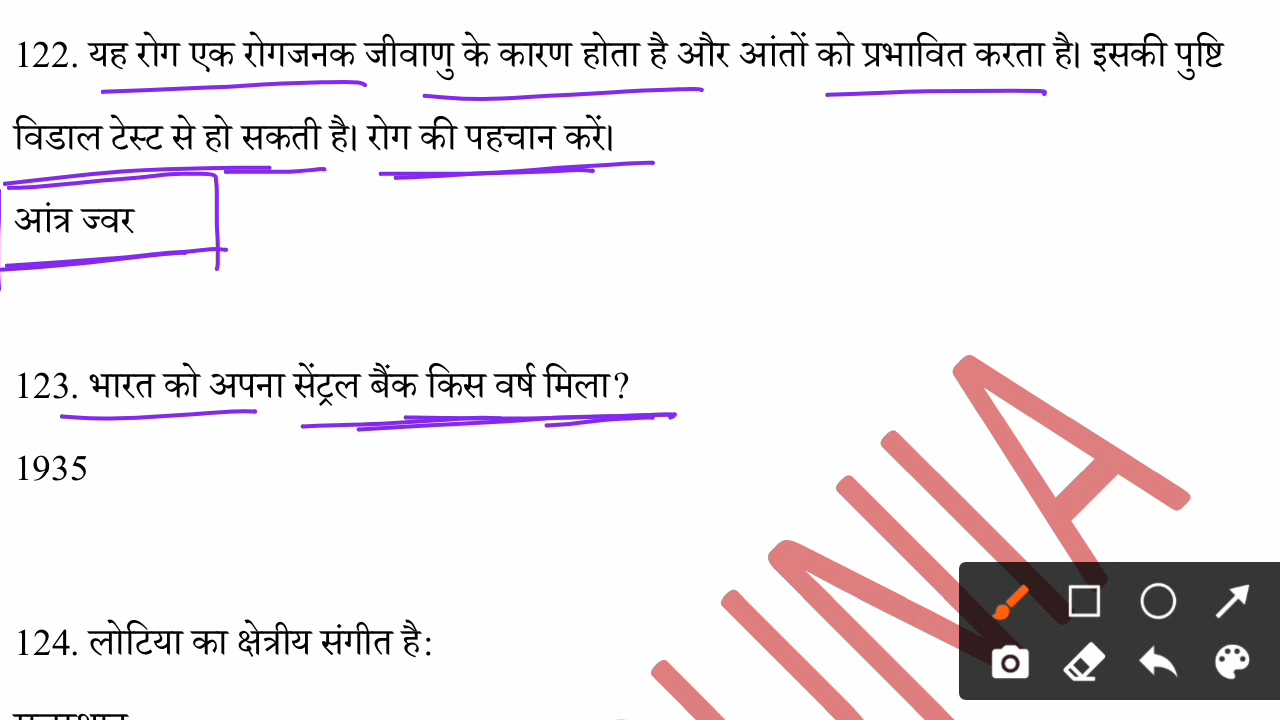 122. यह रोग एक रोगजनक जीवाणु के कारण होता है और आंतों को प्रभावित करता है। इसकी पुष्टि
विडाल टेस्ट से हो सकती है। रोग की पहचान करें।
आंत्र ज्वर
123. भारत को अपना सेंट्रल बैंक किस वर्ष मिला?
1935
124. लोटिया का क्षेत्रीय संगीत है: